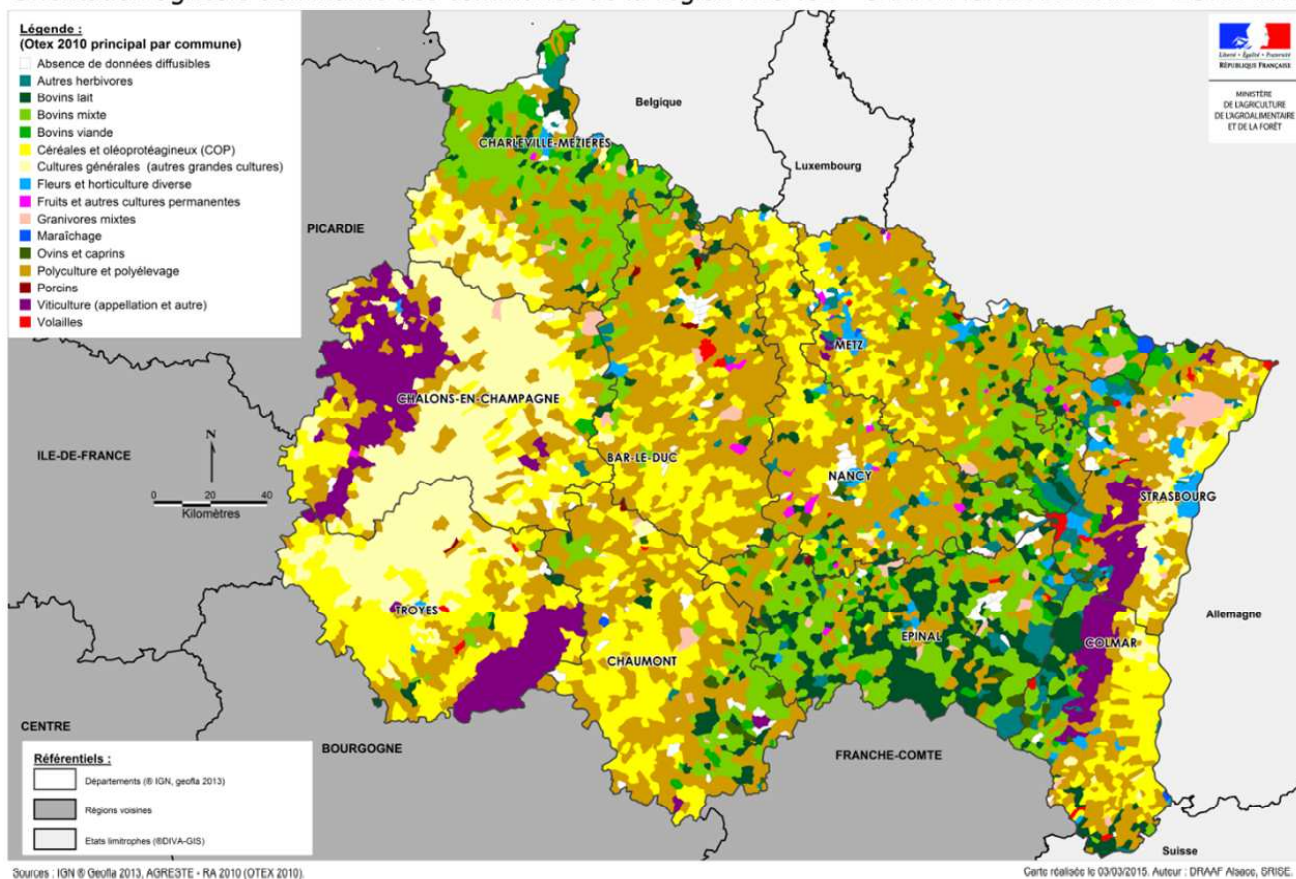 Légende :
(Otex 2010 principal par commune)
Absence de données diffusibles
Autres herbivores
Bovins lait
Bovins mixte
Bovins viande
Céréales et oléoprotéagineux (COP)
Cultures générales (autres grandes cultures)
Fleurs et horticulture diverse
Fruits et autres cultures permanentes
Granivores mixtes
Maraîchage
Ovins et caprins
Polyculture et polyélevage
Porcins
Viticulture (appellation et autre)
Volailles
Liberté • Égalité • Fraternité
RÉPUBLIQUE FRANÇAISE
MINISTÈRE
DE L'AGRICULTURE
DE L'AGROALIMENTAIRE
ET DE LA FORÊT
Belgique
CHARLEVILLE-MÉZIERES
Luxembourg
PICARDIE
METZ
CHALONS-EN-CHAMPAGNE
ILE-DE-FRANCE
N
BAR-LE-DUC
NANCY
STRASBOURG
0 20 40
Kilomètres
TROYES
Allemagne
EPINAL
COLMAR
CHAUMONT
CENTRE
BOURGOGNE
FRANCHE-COMTE
Référentiels :
Départements (® IGN, geofla 2013)
Régions voisines
Etats limitrophes (®DIVA-GIS)
Suisse
Sources : IGN ® Geofla 2013, AGRESTE - RA 2010 (OTEX 2010).
Carte réalisée le 03/03/2015. Auteur : DRAAF Alsace, SRISE.